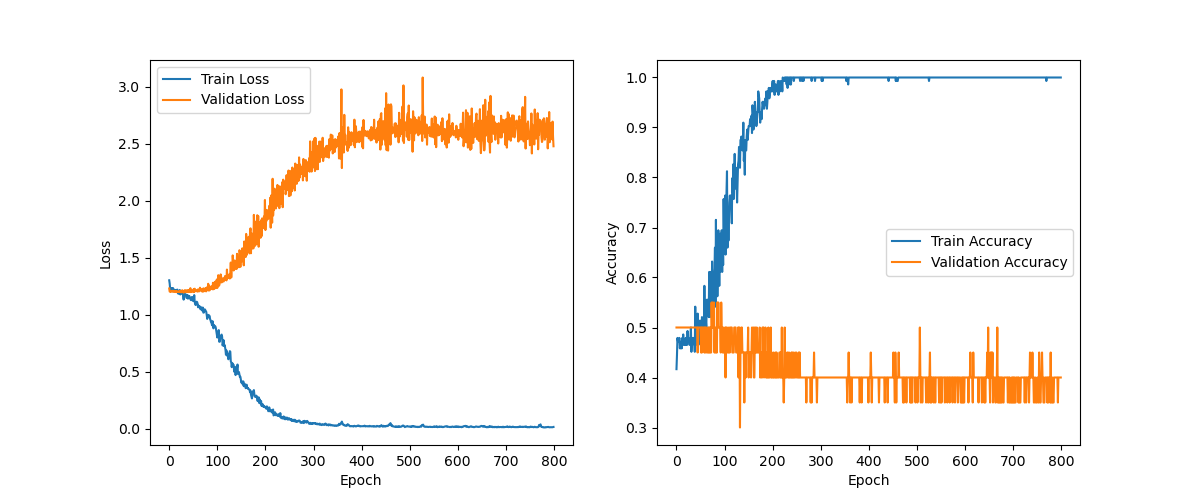 Train Loss
Validation Loss
3.0
2.5
2.0
1.5
1.0
0.5
0.0
Loss
0 100 200 300 400 500 600 700 800
Epoch
1.0
0.9
0.8
0.7
0.6
0.5
0.4
0.3
Accuracy
Train Accuracy
Validation Accuracy
0 100 200 300 400 500 600 700 800
Epoch